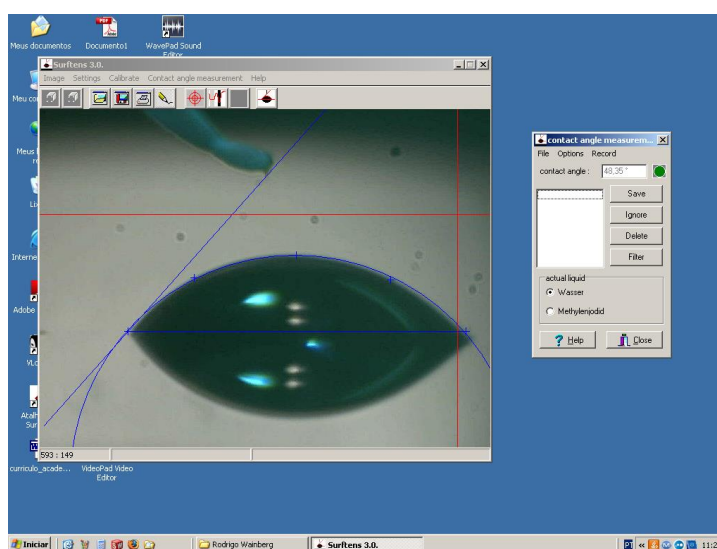 Meus documentos
Documento1
WavePad Sound
Editor
Surftens 3.0.
Image Settings Calibrate Contact angle measurement Help
Meu co
Meus
Li
Interne
Adobe
VLC
Atalh
Sur
593 : 149
curriculo_acade...
VideoPad Video
Editor
contact angle measurem...
File Options Record
contact angle :
48,35 °
Save
Ignore
Delete
Filter
actual liquid
Wasser
Methylenjodid
Help
Close
Iniciar
Rodrigo Wainberg
Surftens 3.0.
PT
«
11:2